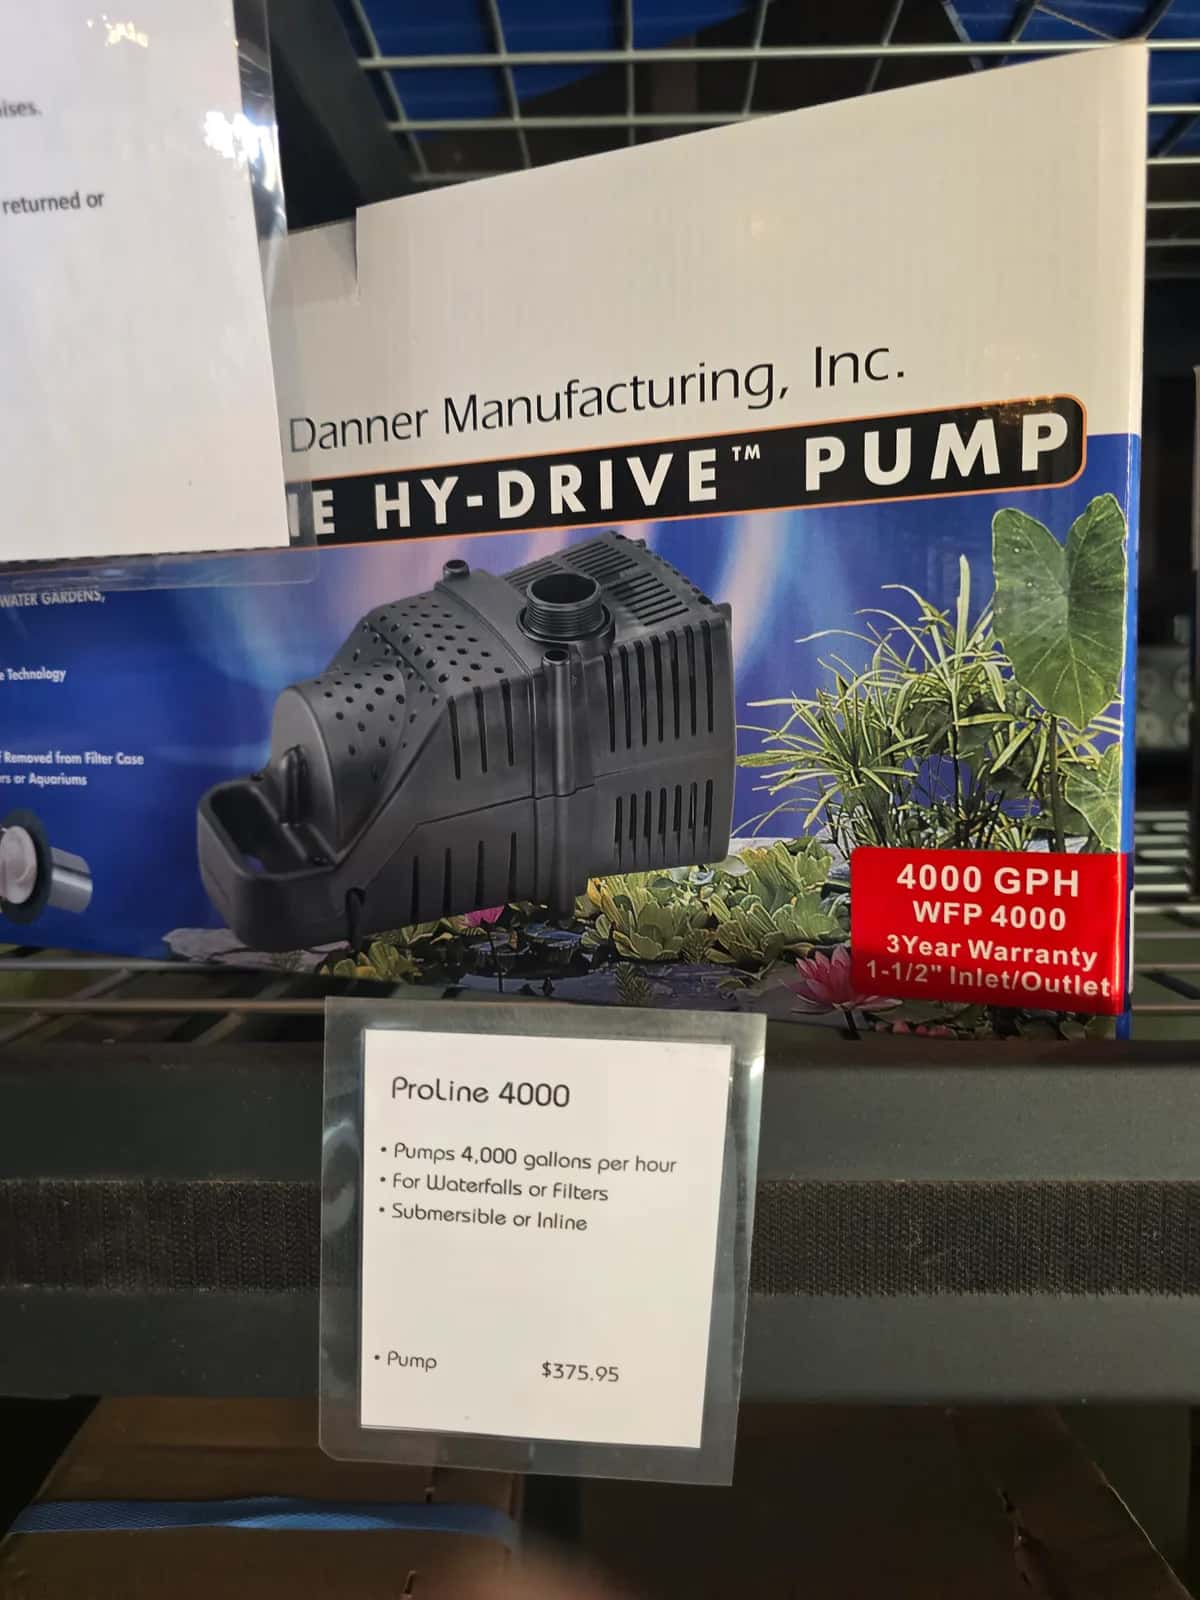 ises.
returned or
Danner Manufacturing, Inc.
HY-DRIVE™ PUMP
WATER GARDENS,
Technology
Removed from Filter Case
or Aquariums
4000 GPH
WFP 4000
3Year Warranty
1-1/2" Inlet/Outlet
ProLine 4000
• Pumps 4,000 gallons per hour
• For Waterfalls or Filters
• Submersible or Inline
• Pump $375.95